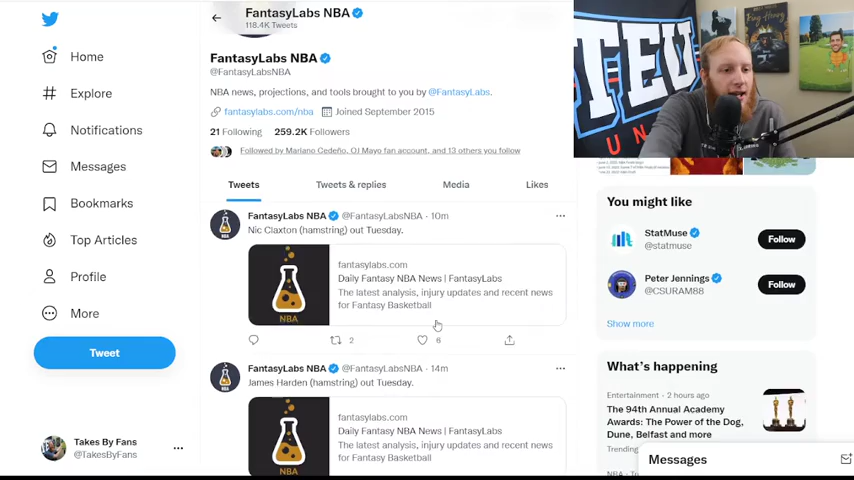 FantasyLabs NBA
118.4K Tweets
FantasyLabs NBA
@FantasyLabsNBA
NBA news, projections, and tools brought to you by @FantasyLabs.
fantasylabs.com/nba Joined September 2015
21 Following 259.2K Followers
Followed by Mariano Cedeño, OJ Mayo fan account, and 13 others you follow
Tweets Tweets & replies Media Likes
FantasyLabs NBA @FantasyLabsNBA · 10m
Nic Claxton (hamstring) out Tuesday.
fantasylabs.com
Daily Fantasy NBA News | FantasyLabs
The latest analysis, injury updates and recent news
for Fantasy Basketball
NBA
2 6
FantasyLabs NBA @FantasyLabsNBA · 14m
James Harden (hamstring) out Tuesday.
fantasylabs.com
Daily Fantasy NBA News | FantasyLabs
The latest analysis, injury updates and recent news
for Fantasy Basketball
Home
Explore
Notifications
Messages
Bookmarks
Top Articles
Profile
More
Tweet
Takes By Fans
@TakesByFans
TEU
UN
King Henry
You might like
StatMuse
@statmuse
Follow
Peter Jennings
@CSURAM88
Follow
Show more
What's happening
Entertainment · 2 hours ago
The 94th Annual Academy
Awards: The Power of the Dog,
Dune, Belfast and more
Trending
NBA
Messages